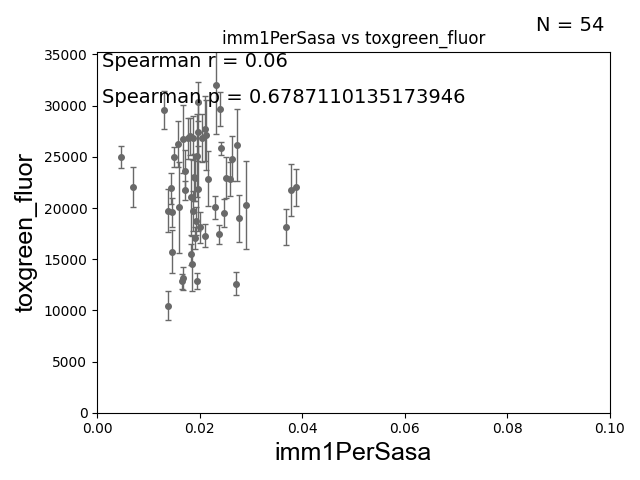 N = 54
imm1PerSasa vs toxgreen_fluor
Spearman r = 0.06
Spearman p = 0.6787110135173946
35000
30000
25000
20000
15000
10000
5000
0
toxgreen_fluor
0.00 0.02 0.04 0.06 0.08 0.10
imm1PerSasa